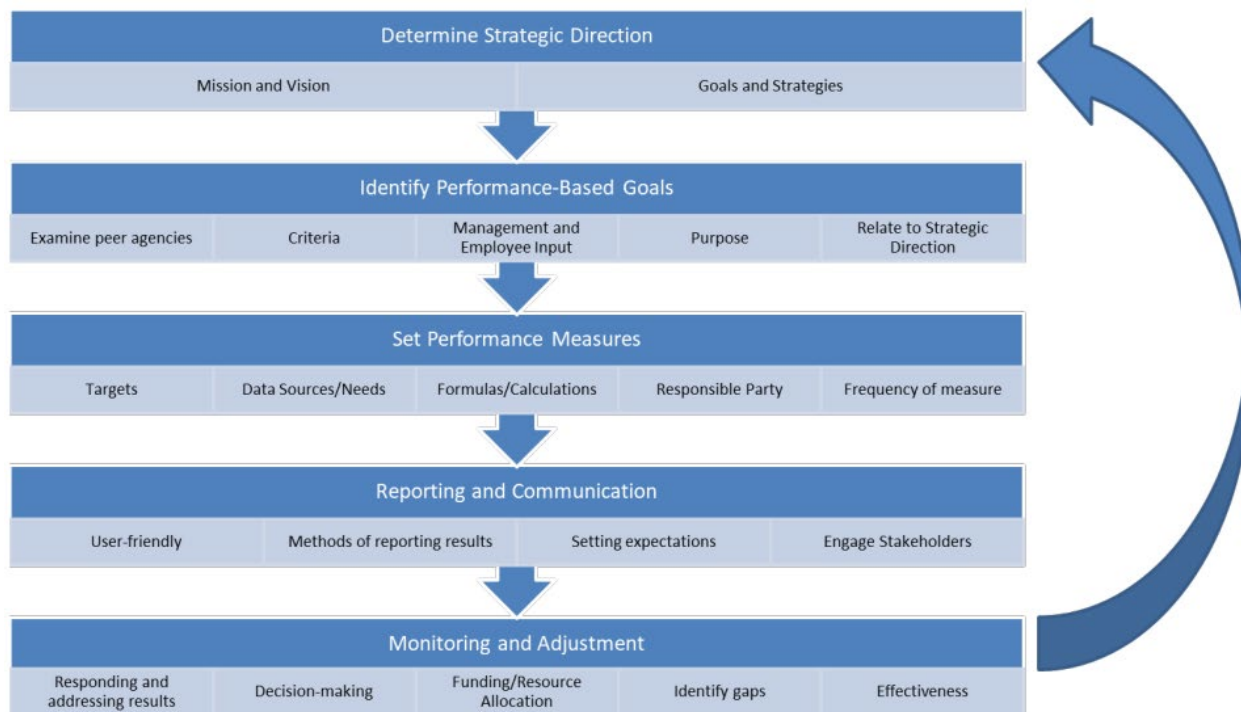 Determine Strategic Direction
Mission and Vision
Goals and Strategies
Identify Performance-Based Goals
Examine peer agencies
Criteria
Management and
Employee Input
Purpose
Relate to Strategic
Direction
Set Performance Measures
Targets
Data Sources/Needs
Formulas/Calculations
Responsible Party
Frequency of measure
Reporting and Communication
User-friendly
Methods of reporting results
Setting expectations
Engage Stakeholders
Monitoring and Adjustment
Responding and
addressing results
Decision-making
Funding/Resource
Allocation
Identify gaps
Effectiveness